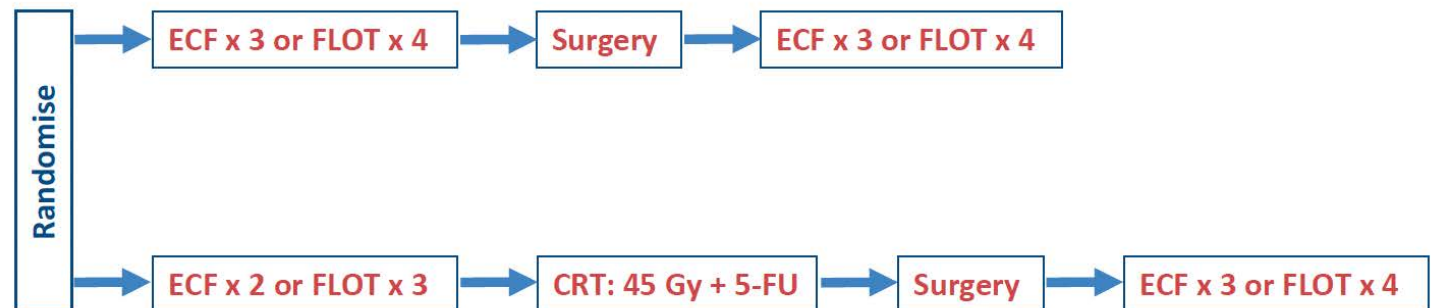 Randomise
ECF x 3 or FLOT x 4
Surgery
ECF x 3 or FLOT x 4
ECF x 2 or FLOT x 3
CRT: 45 Gy + 5-FU
Surgery
ECF x 3 or FLOT x 4